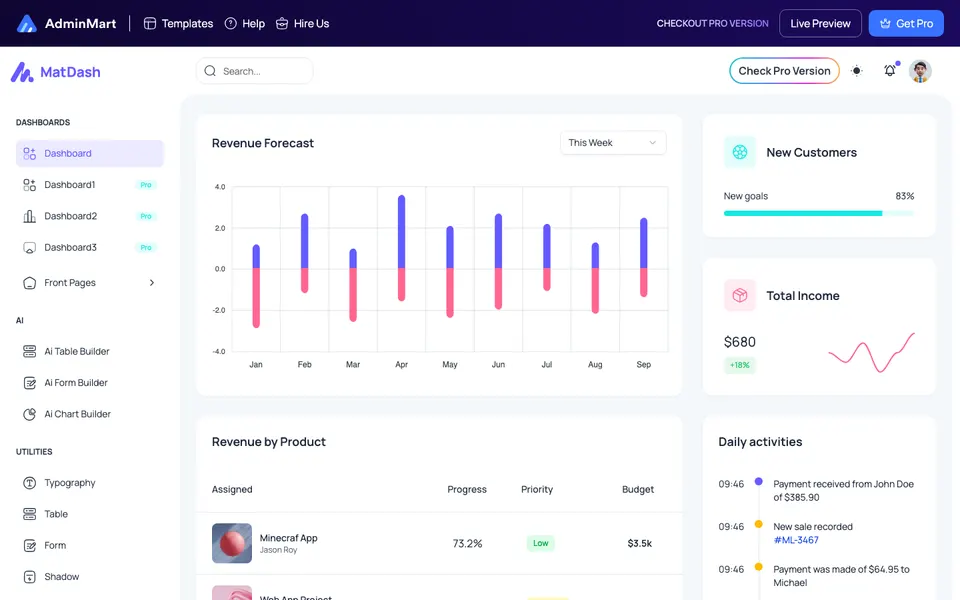 AdminMart
Templates
Help
Hire Us
CHECKOUT PRO VERSION
Live Preview
Get Pro
MatDash
Search...
Check Pro Version
DASHBOARDS
Dashboard
Dashboard1 Pro
Dashboard2 Pro
Dashboard3 Pro
Front Pages
AI
Ai Table Builder
Ai Form Builder
Ai Chart Builder
UTILITIES
Typography
Table
Form
Shadow
Revenue Forecast
This Week
4.0
2.0
0.0
-2.0
-4.0
Jan Feb Mar Apr May Jun Jul Aug Sep
New Customers
New goals 83%
Total Income
$680
+18%
Revenue by Product
Assigned Progress Priority Budget
Minecraf App
Jason Roy
73.2%
Low
$3.5k
Web App Project
Daily activities
09:46 Payment received from John Doe
of $385.90
09:46 New sale recorded
#ML-3467
09:46 Payment was made of $64.95 to
Michael